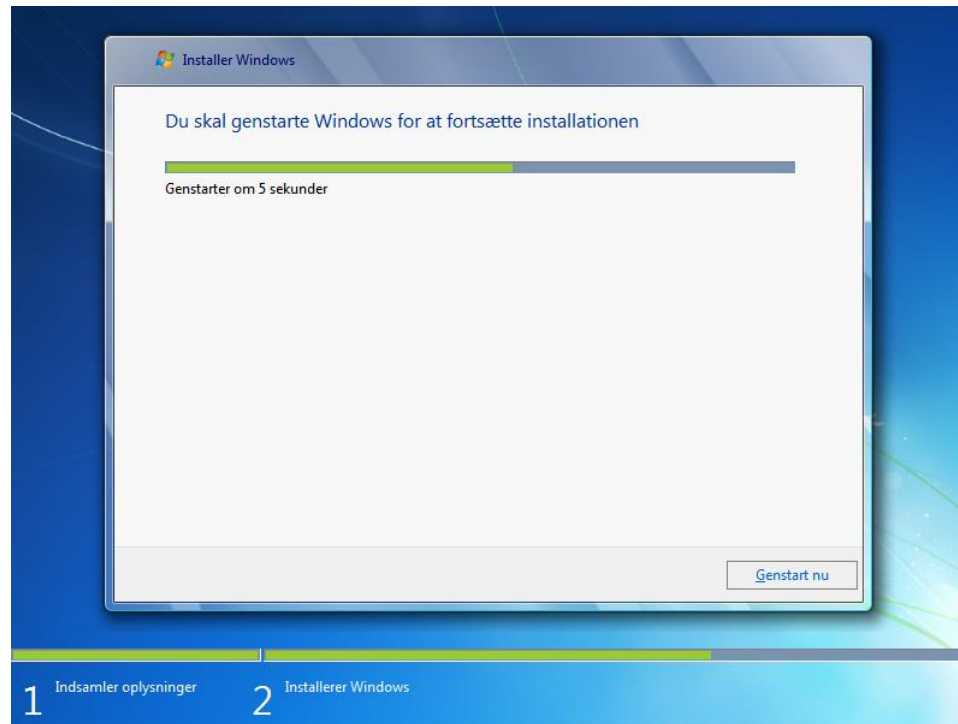 Installer Windows
Du skal genstarte Windows for at fortsætte installationen
Genstarter om 5 sekunder
Genstart nu
1 Indsamler oplysninger 2 Installerer Windows